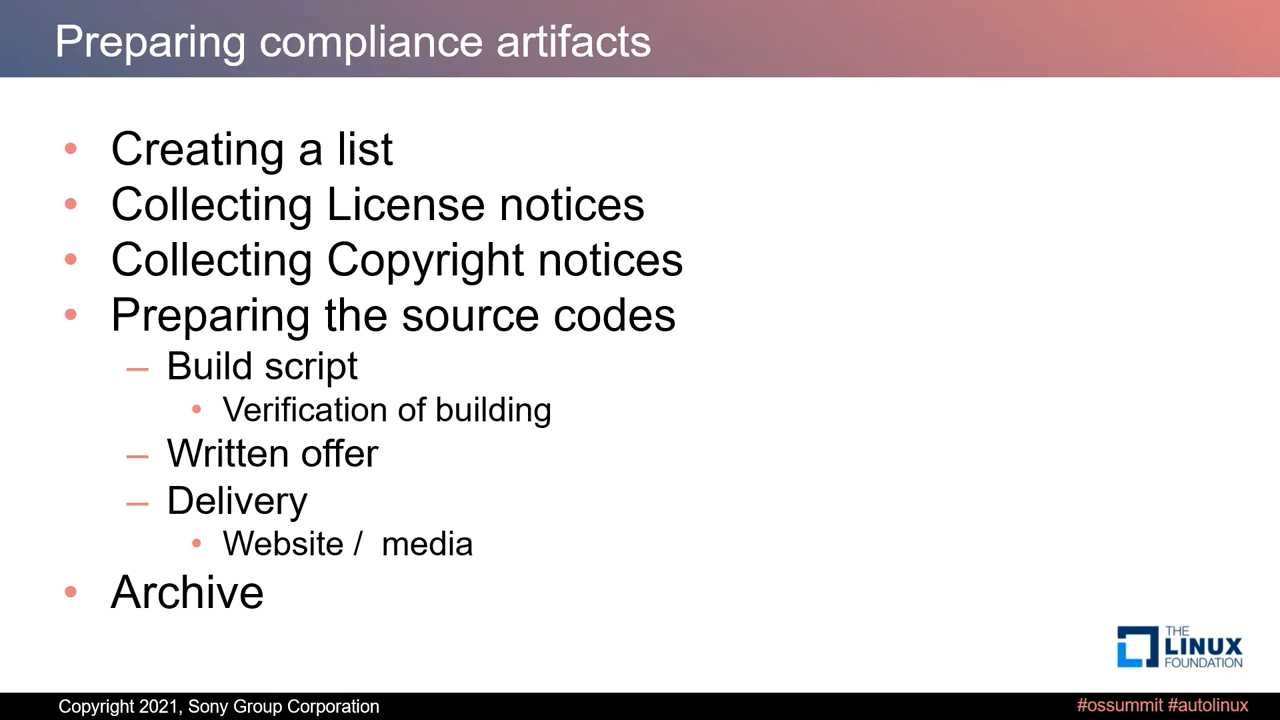 Preparing compliance artifacts
• Creating a list
• Collecting License notices
• Collecting Copyright notices
• Preparing the source codes
– Build script
• Verification of building
– Written offer
– Delivery
• Website /  media
• Archive
THE
LINUX
FOUNDATION
Copyright 2021, Sony Group Corporation
#ossummit #autolinux